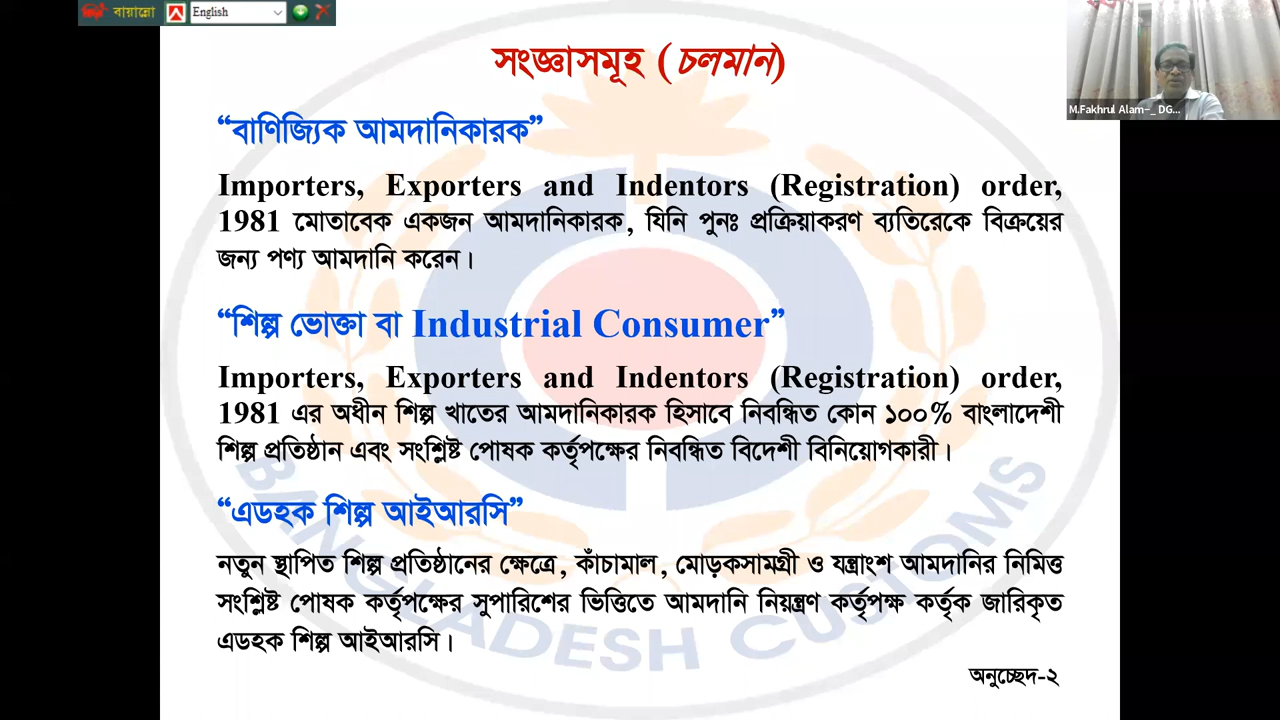 বায়ান্নো
English
M.Fakhrul Alam-_ DG...
সংজ্ঞাসমূহ (চলমান)
“বাণিজ্যিক আমদানিকারক”
Importers, Exporters and Indentors (Registration) order,
1981 মোতাবেক একজন আমদানিকারক, যিনি পুনঃ প্রক্রিয়াকরণ ব্যতিরেকে বিক্রয়ের
জন্য পণ্য আমদানি করেন।
“শিল্প ভোক্তা বা Industrial Consumer”
Importers, Exporters and Indentors (Registration) order,
1981 এর অধীন শিল্প খাতের আমদানিকারক হিসাবে নিবন্ধিত কোন ১০০% বাংলাদেশী
শিল্প প্রতিষ্ঠান এবং সংশ্লিষ্ট পোষক কর্তৃপক্ষের নিবন্ধিত বিদেশী বিনিয়োগকারী।
“এডহক শিল্প আইআরসি”
নতুন স্থাপিত শিল্প প্রতিষ্ঠানের ক্ষেত্রে, কাঁচামাল, মোড়কসামগ্রী ও যন্ত্রাংশ আমদানির নিমিত্ত
সংশ্লিষ্ট পোষক কর্তৃপক্ষের সুপারিশের ভিত্তিতে আমদানি নিয়ন্ত্রণ কর্তৃপক্ষ কর্তৃক জারিকৃত
এডহক শিল্প আইআরসি।
অনুচ্ছেদ-২
BANGLADESH CUSTOMS